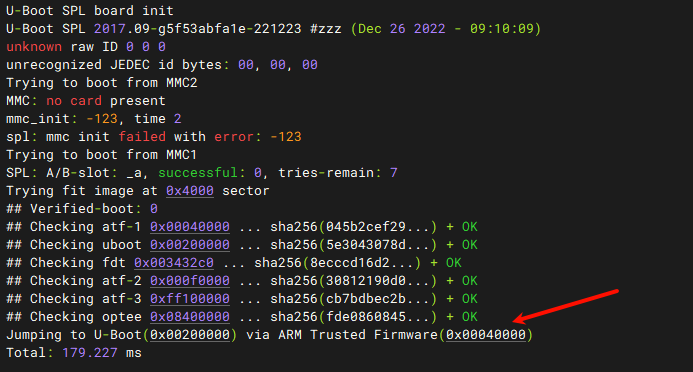 U-Boot SPL board init
U-Boot SPL 2017.09-g5f53abfa1e-221223 #zzz (Dec 26 2022 - 09:10:09)
unknown raw ID 0 0 0
unrecognized JEDEC id bytes: 00, 00, 00
Trying to boot from MMC2
MMC: no card present
mmc_init: -123, time 2
spl: mmc init failed with error: -123
Trying to boot from MMC1
SPL: A/B-slot: _a, successful: 0, tries-remain: 7
Trying fit image at 0x4000 sector
## Verified-boot: 0
## Checking atf-1 0x00040000 ... sha256(045b2cef29...) + OK
## Checking uboot 0x00200000 ... sha256(5e3043078d...) + OK
## Checking fdt 0x003432c0 ... sha256(8ecccd16d2...) + OK
## Checking atf-2 0x000f0000 ... sha256(30812190d0...) + OK
## Checking atf-3 0xff100000 ... sha256(cb7bdbec2b...) + OK
## Checking optee 0x08400000 ... sha256(fde0860845...) + OK
Jumping to U-Boot(0x00200000) via ARM Trusted Firmware(0x00040000)
Total: 179.227 ms